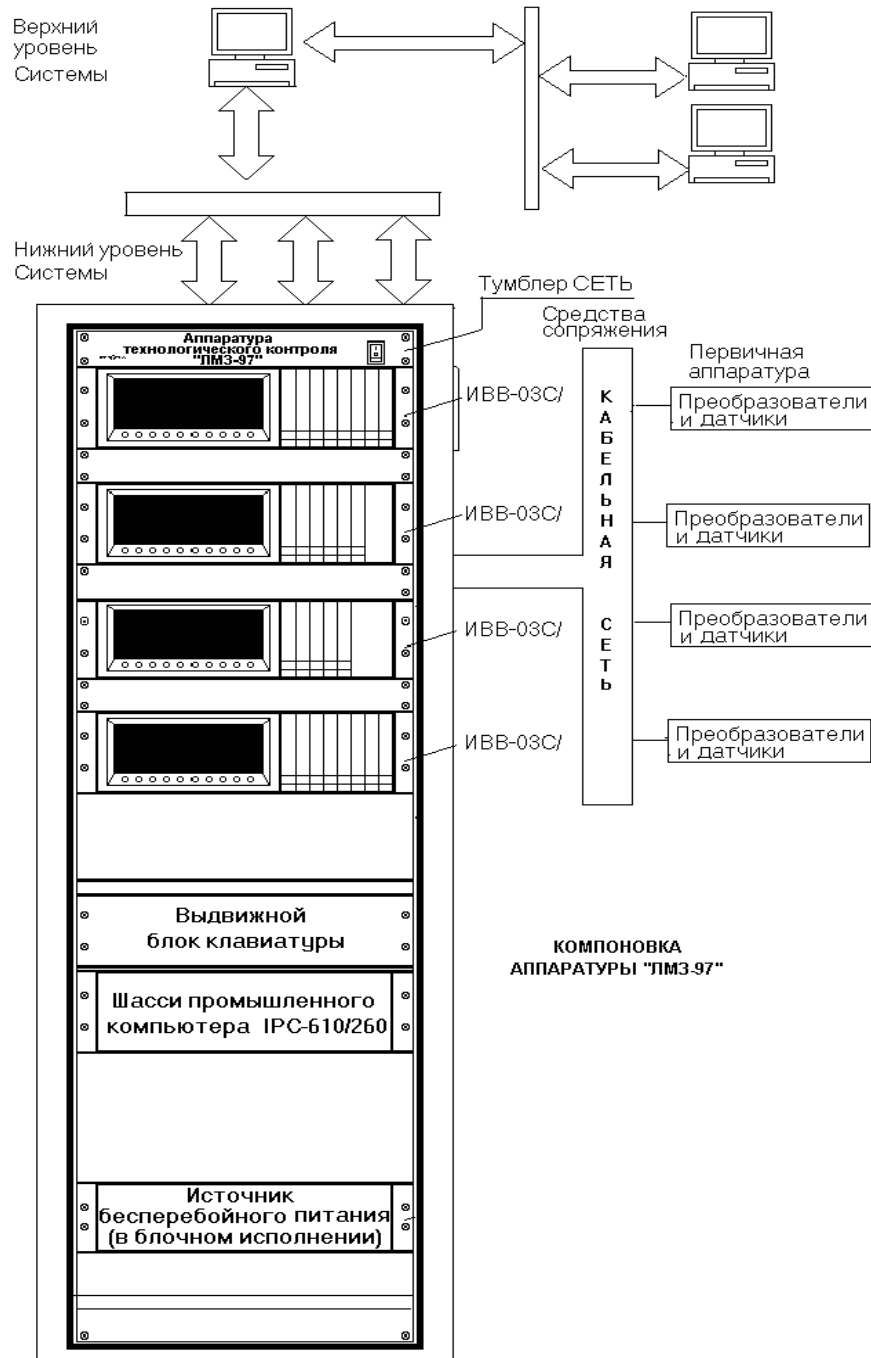 Верхний
уровень
Системы
Нижний уровень
Системы
Тумблер СЕТЬ
Средства
сопряжения
Первичная
аппаратура
Аппаратура
технологического контроля
"ЛМЗ-97"
ИВВ-03С/
ИВВ-03С/
ИВВ-03С/
ИВВ-03С/
КАБЕЛЬНАЯ СЕТЬ
Преобразователи
и датчики
Преобразователи
и датчики
Преобразователи
и датчики
Преобразователи
и датчики
Выдвижной
блок клавиатуры
КОМПОНОВКА
АППАРАТУРЫ "ЛМЗ-97"
Шасси промышленного
компьютера IPC-610/260
Источник
бесперебойного питания
(в блочном исполнении)